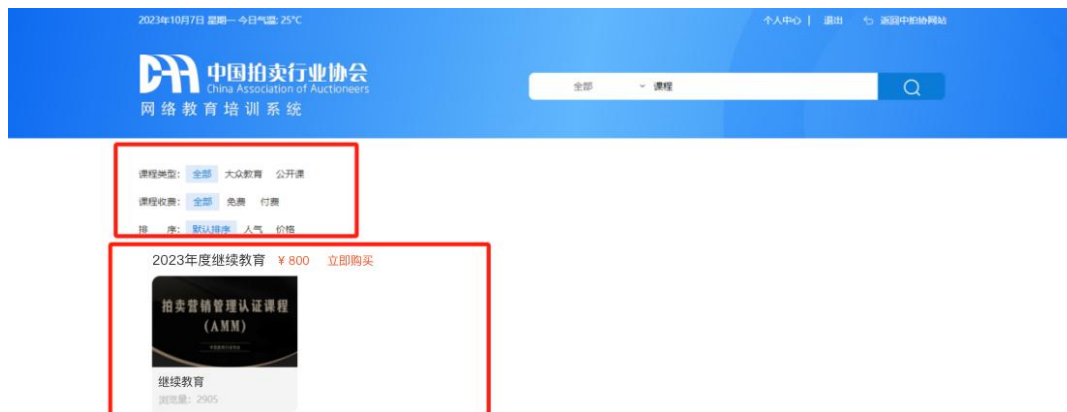 2023年10月7日 星期一 今日气温: 25°C
个人中心 | 退出 返回中拍协网站
中国拍卖行业协会
China Association of Auctioneers
网络教育培训系统
全部 课程
课程类型: 全部 大众教育 公开课
课程收费: 全部 免费 付费
排 序: 默认排序 人气 价格
2023年度继续教育 ¥ 800 立即购买
拍卖营销管理认证课程
(AMM)
继续教育
浏览量: 2905